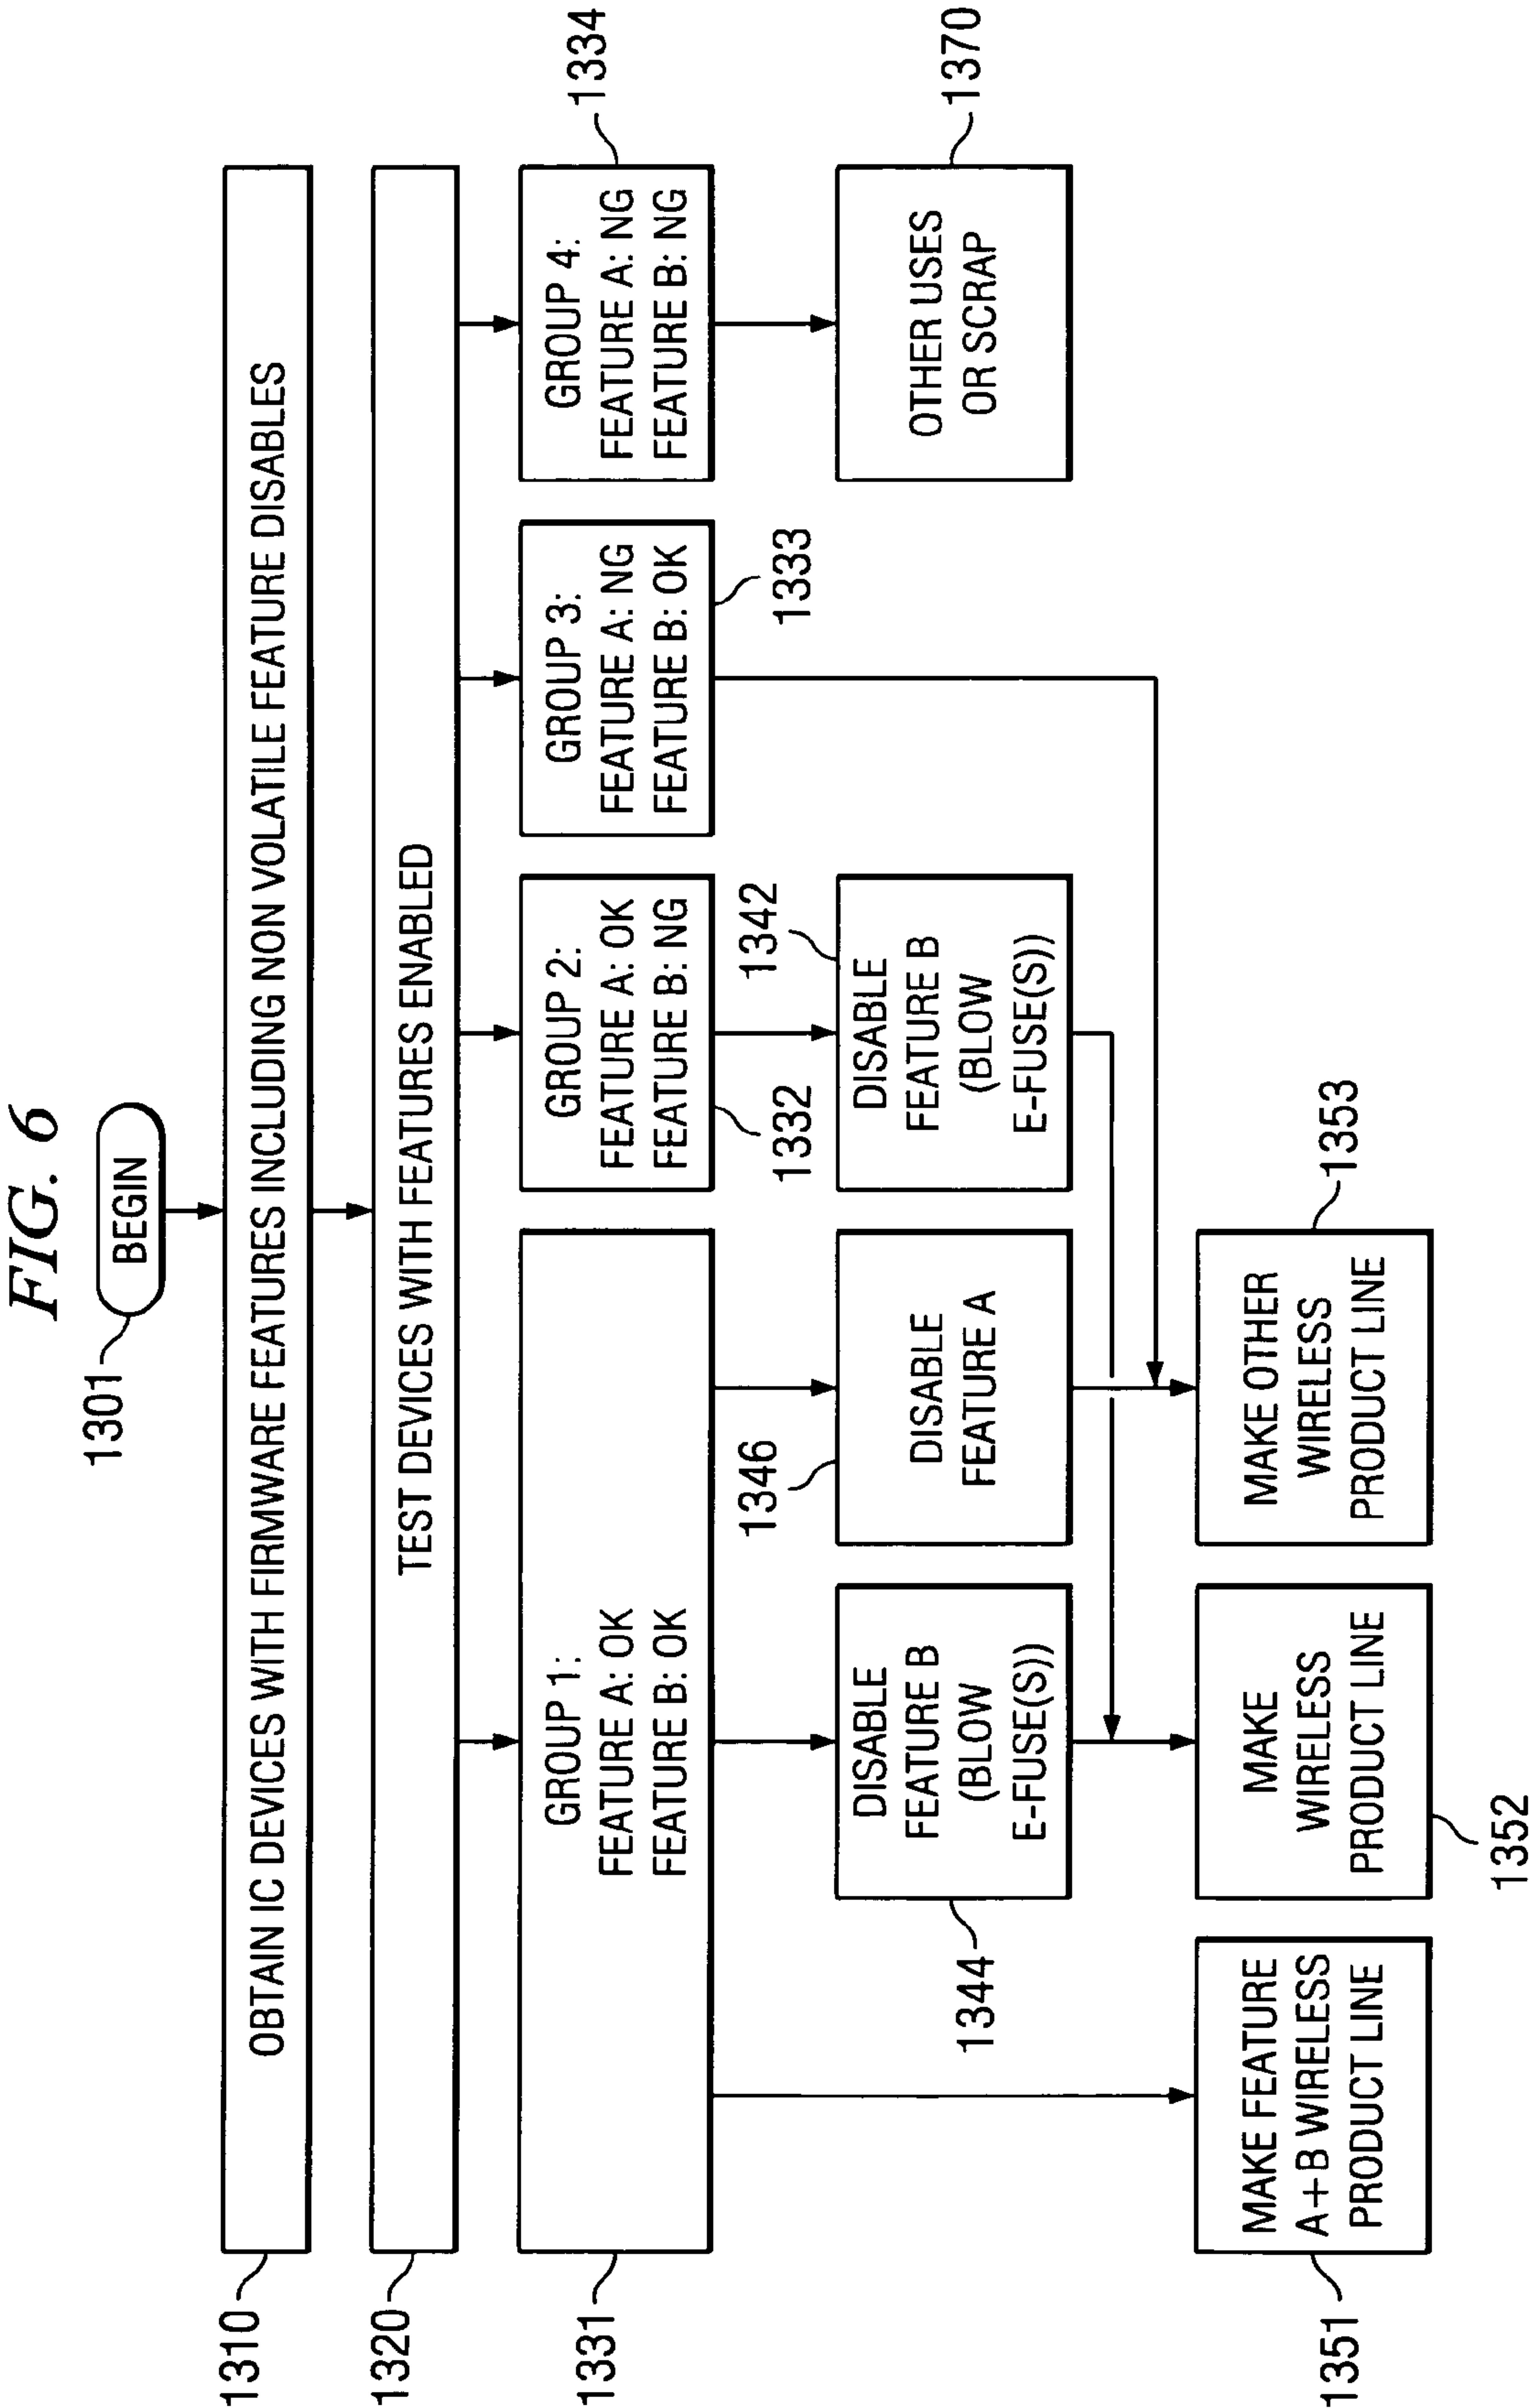 FIG. 6
BEGIN
1301
1310
OBTAIN IC DEVICES WITH FIRMWARE FEATURES INCLUDING NON VOLATILE FEATURE DISABLES
1320
TEST DEVICES WITH FEATURES ENABLED
1331
GROUP 1:
FEATURE A: OK
FEATURE B: OK
GROUP 2:
FEATURE A: OK
FEATURE B: NG
1332
GROUP 3:
FEATURE A: NG
FEATURE B: OK
1333
GROUP 4:
FEATURE A: NG
FEATURE B: NG
1334
1344
DISABLE
FEATURE B
(BLOW
E-FUSE(S))
1346
DISABLE
FEATURE A
1342
DISABLE
FEATURE B
(BLOW
E-FUSE(S))
OTHER USES
OR SCRAP
1370
1351
MAKE FEATURE
A+B WIRELESS
PRODUCT LINE
MAKE
WIRELESS
PRODUCT LINE
1352
MAKE OTHER
WIRELESS
PRODUCT LINE
1353